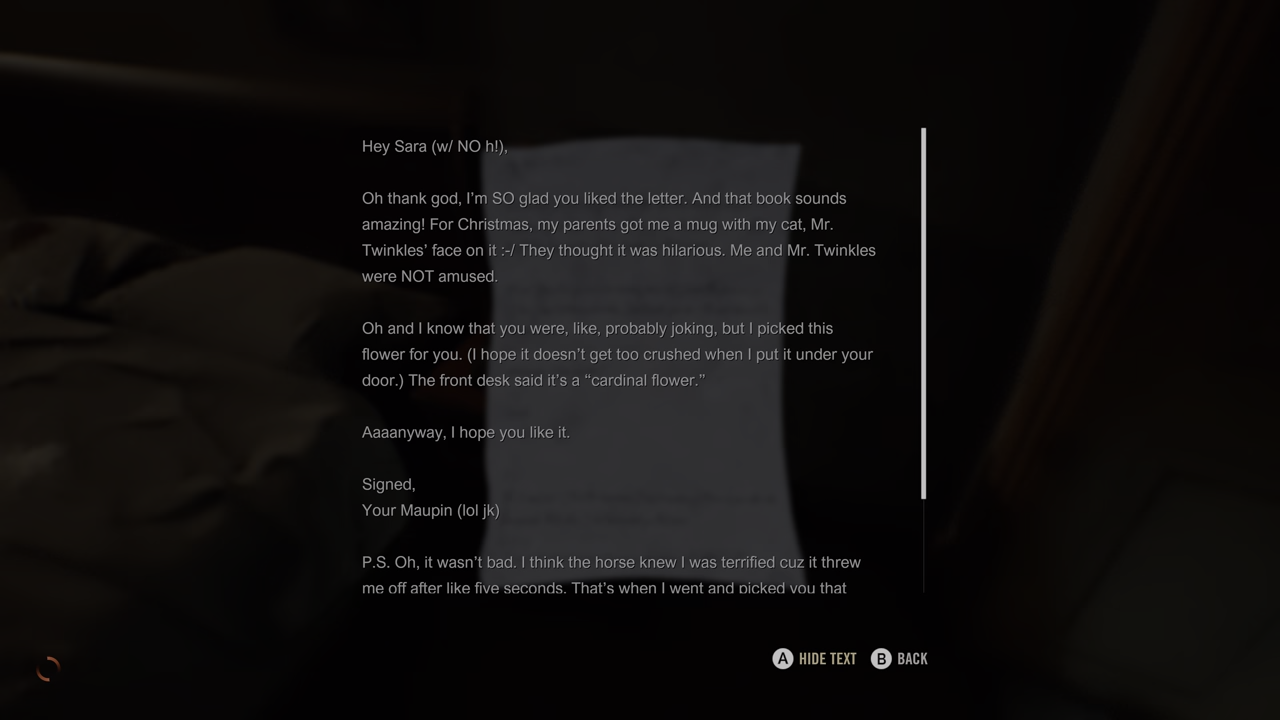 Hey Sara (w/ NO h!),
Oh thank god, I'm SO glad you liked the letter. And that book sounds
amazing! For Christmas, my parents got me a mug with my cat, Mr.
Twinkles' face on it :-/ They thought it was hilarious. Me and Mr. Twinkles
were NOT amused.
Oh and I know that you were, like, probably joking, but I picked this
flower for you. (I hope it doesn't get too crushed when I put it under your
door.) The front desk said it's a “cardinal flower.”
Aaaanyway, I hope you like it.
Signed,
Your Maupin (lol jk)
P.S. Oh, it wasn't bad. I think the horse knew I was terrified cuz it threw
me off after like five seconds. That's when I went and picked you that
A HIDE TEXT B BACK